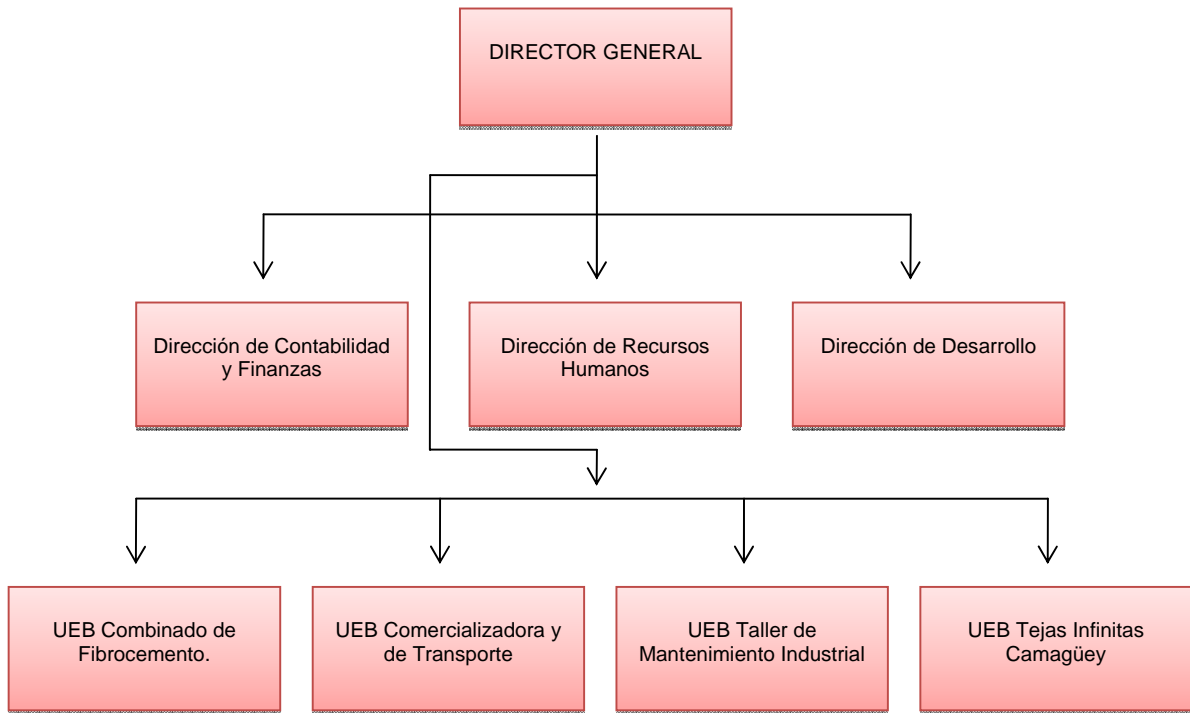 DIRECTOR GENERAL
Dirección de Contabilidad
y Finanzas
Dirección de Recursos
Humanos
Dirección de Desarrollo
UEB Combinado de
Fibrocemento.
UEB Comercializadora y
de Transporte
UEB Taller de
Mantenimiento Industrial
UEB Tejas Infinitas
Camagüey